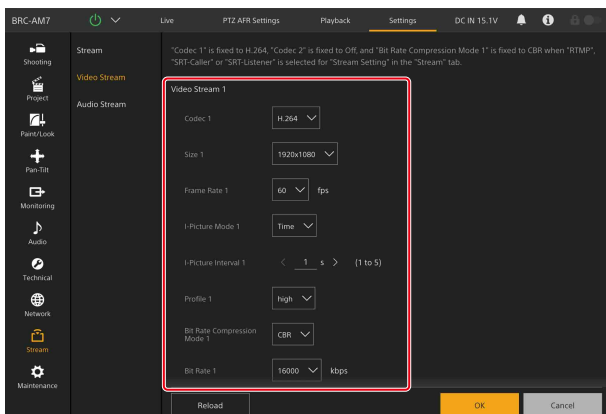 BRC-AM7 Live PTZ AFR Settings Playback Settings DC IN 15.1V
Shooting
Project
Paint/Look
Pan-Tilt
Monitoring
Audio
Technical
Network
Stream
Maintenance
Stream
Video Stream
Audio Stream
"Codec 1" is fixed to H.264, "Codec 2" is fixed to Off, and "Bit Rate Compression Mode 1" is fixed to CBR when "RTMP",
"SRT-Caller" or "SRT-Listener" is selected for "Stream Setting" in the "Stream" tab.
Video Stream 1
Codec 1 H.264
Size 1 1920x1080
Frame Rate 1 60 fps
I-Picture Mode 1 Time
I-Picture Interval 1 < 1 s > (1 to 5)
Profile 1 high
Bit Rate Compression
Mode 1 CBR
Bit Rate 1 16000 kbps
Reload OK Cancel